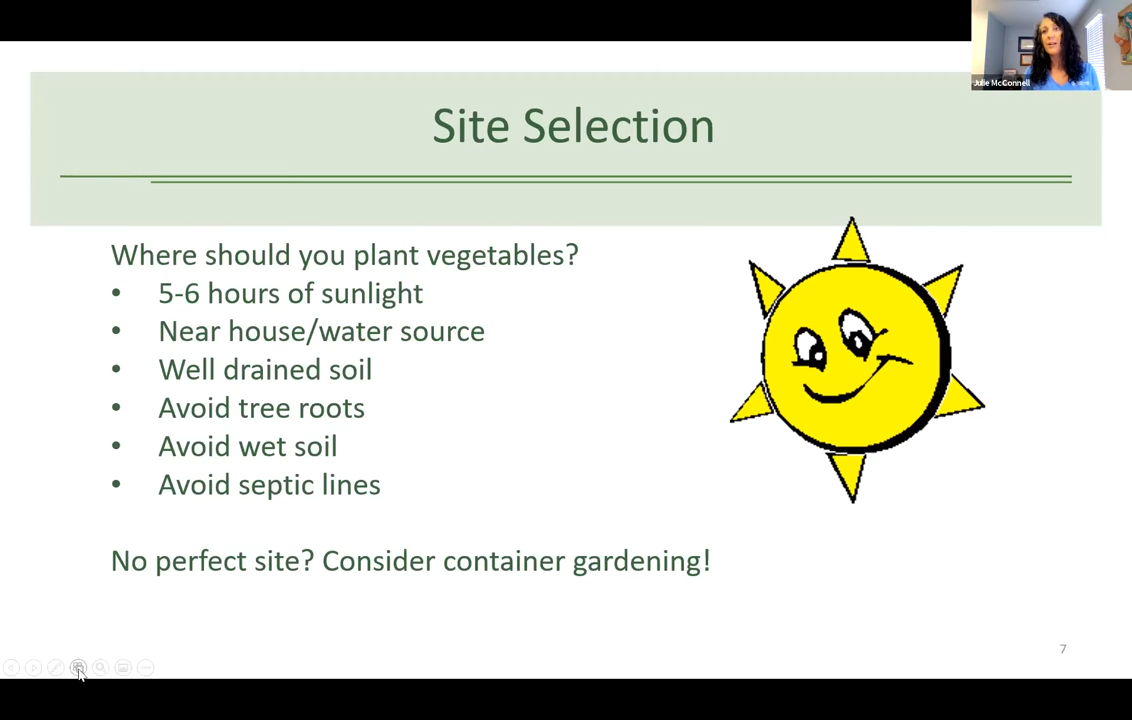 Julie McConnell
Site Selection
Where should you plant vegetables?
• 5-6 hours of sunlight
• Near house/water source
• Well drained soil
• Avoid tree roots
• Avoid wet soil
• Avoid septic lines
No perfect site? Consider container gardening!
7